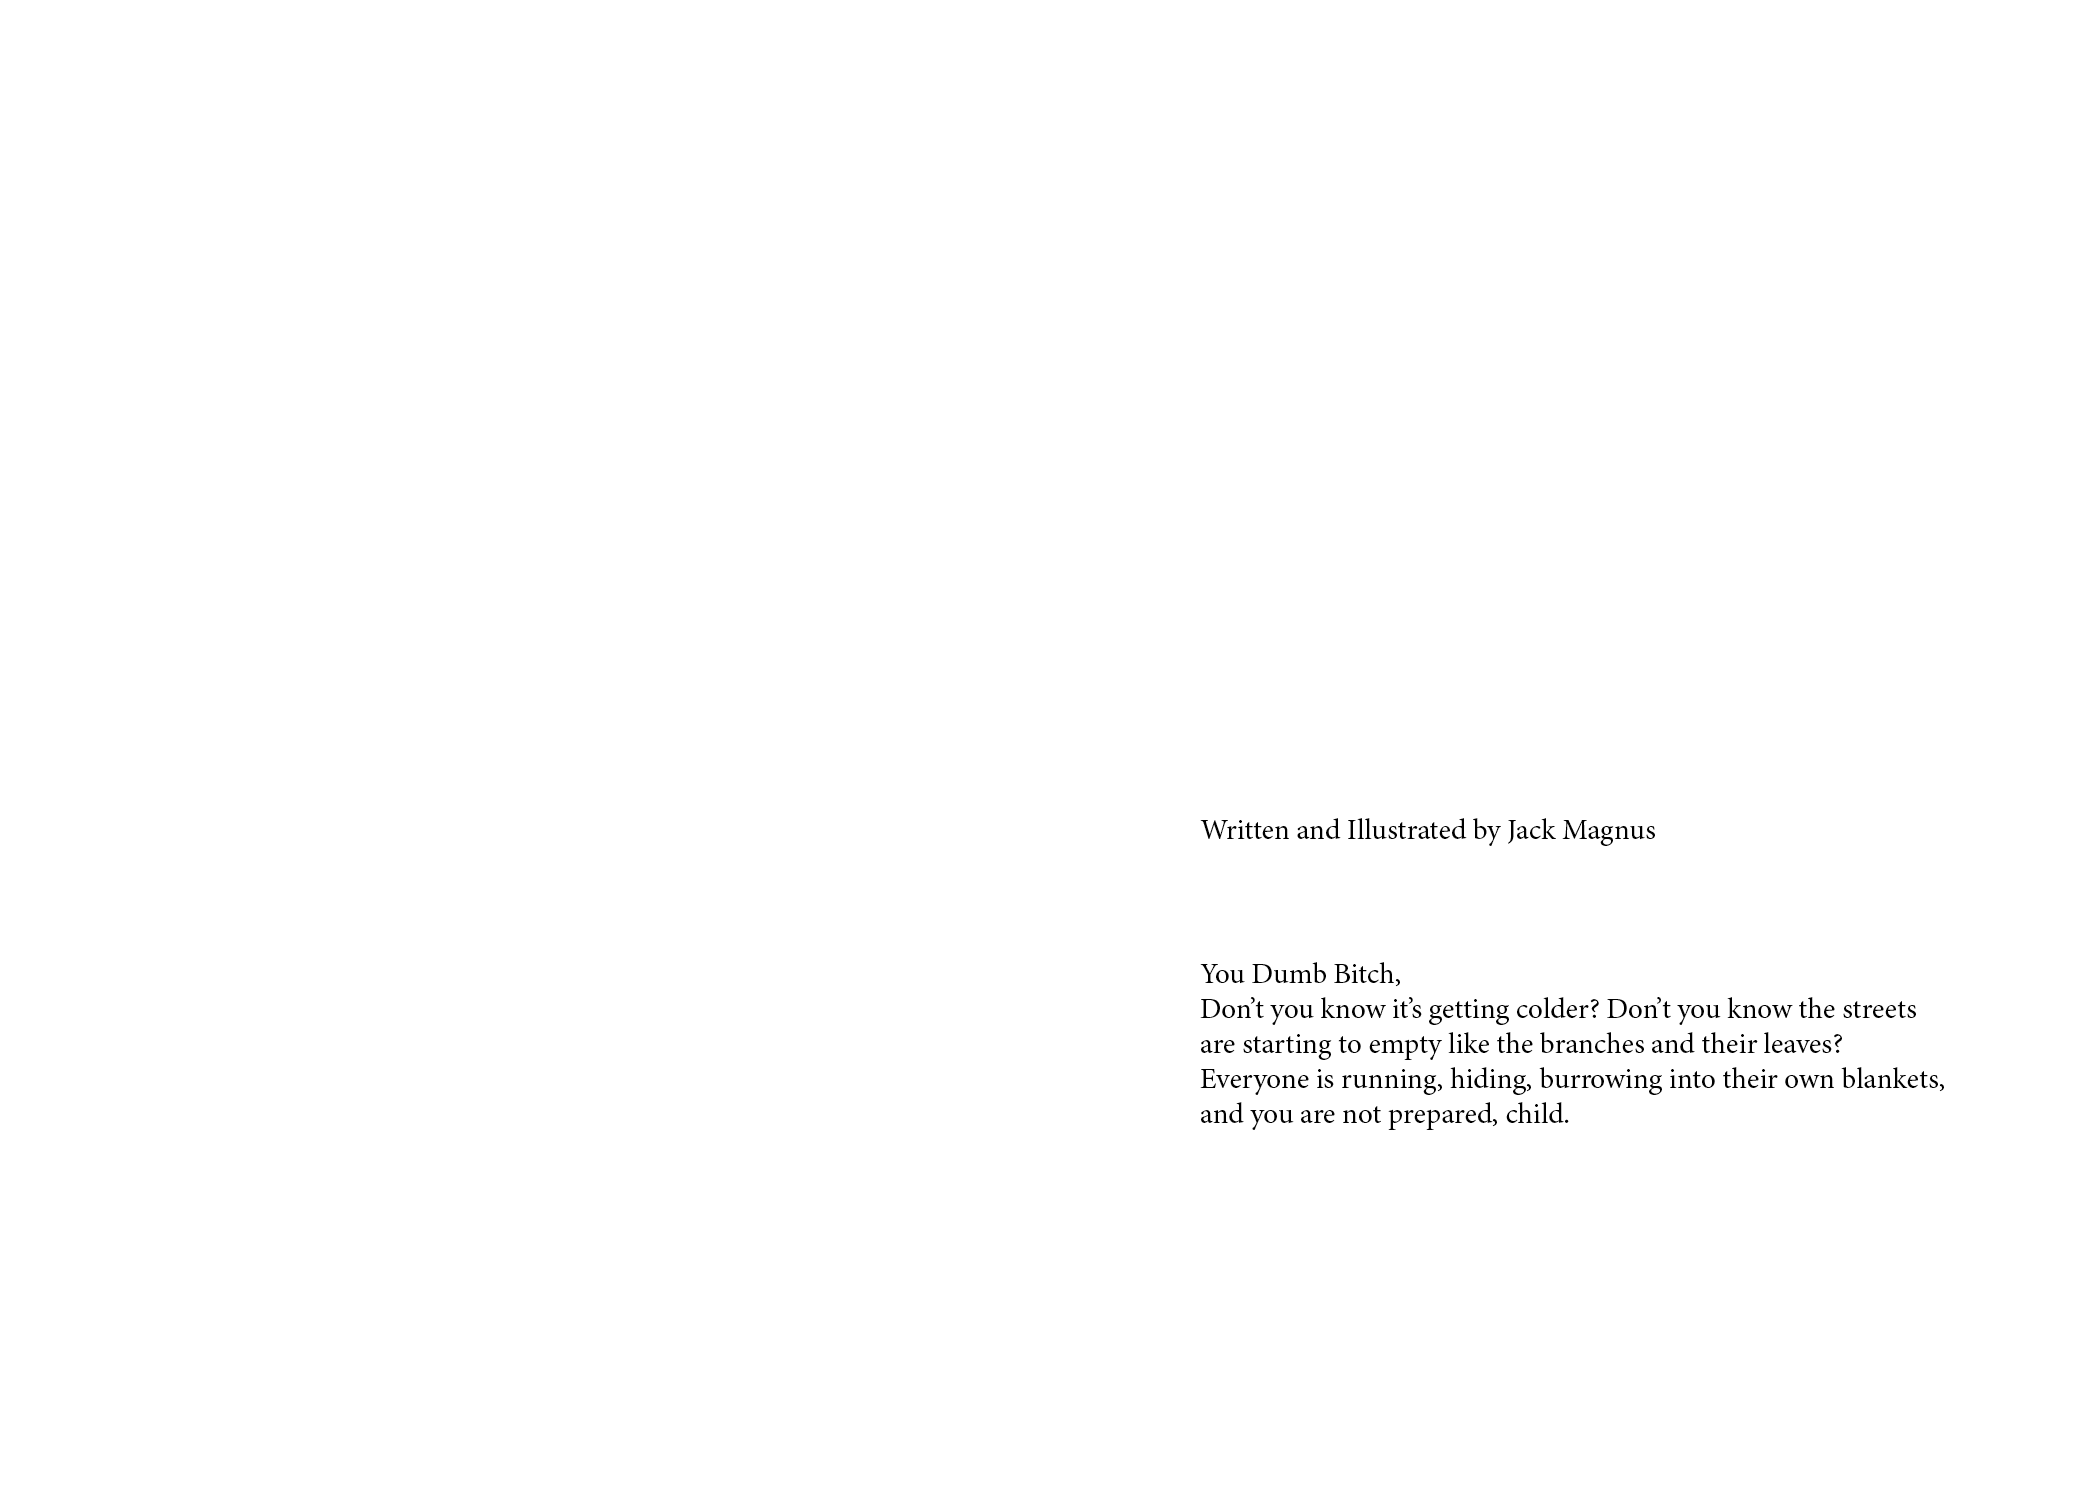 Written and Illustrated by Jack Magnus
You Dumb Bitch,
Don’t you know it’s getting colder? Don’t you know the streets
are starting to empty like the branches and their leaves?
Everyone is running, hiding, burrowing into their own blankets,
and you are not prepared, child.